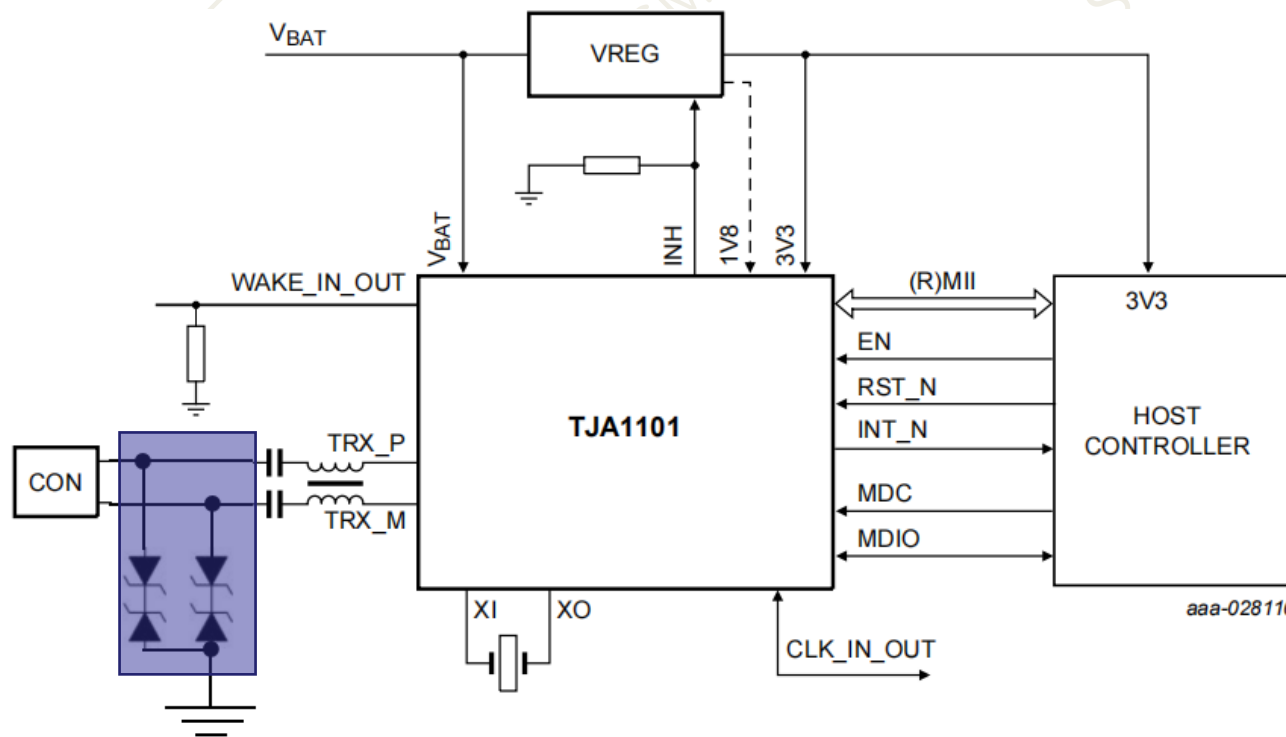 VBAT
VREG
VBAT
INH
1V8
3V3
WAKE_IN_OUT
(R)MII
3V3
EN
RST_N
INT_N
HOST
CONTROLLER
MDC
MDIO
TJA1101
CON
TRX_P
TRX_M
XI
XO
CLK_IN_OUT